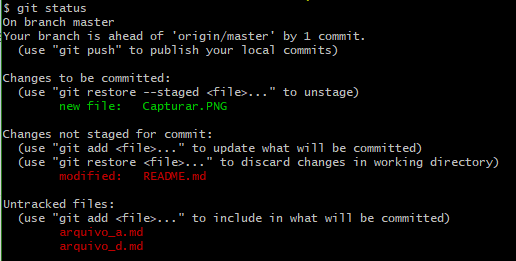 $ git status
On branch master
Your branch is ahead of 'origin/master' by 1 commit.
  (use "git push" to publish your local commits)

Changes to be committed:
  (use "git restore --staged <file>..." to unstage)
        new file:   Capturar.PNG

Changes not staged for commit:
  (use "git add <file>..." to update what will be committed)
  (use "git restore <file>..." to discard changes in working directory)
        modified:   README.md

Untracked files:
  (use "git add <file>..." to include in what will be committed)
        arquivo_a.md
        arquivo_d.md